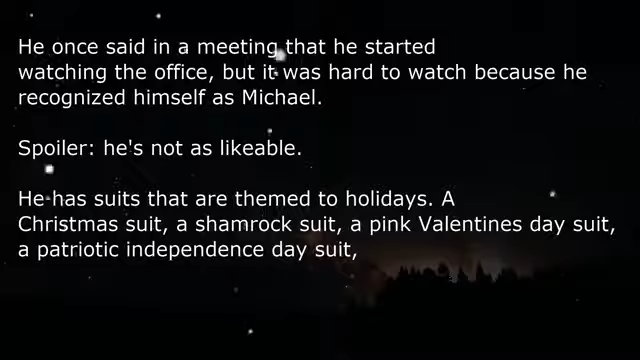 He once said in a meeting that he started
watching the office, but it was hard to watch because he
recognized himself as Michael.
Spoiler: he's not as likeable.
He has suits that are themed to holidays. A
Christmas suit, a shamrock suit, a pink Valentines day suit,
a patriotic independence day suit,